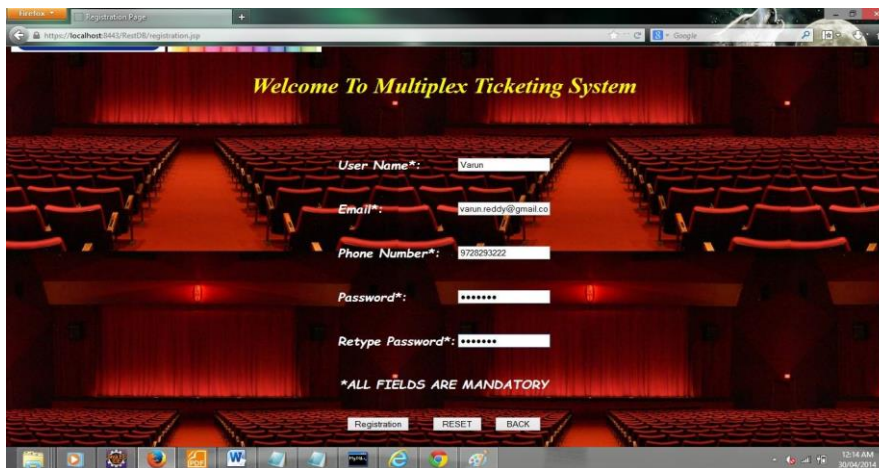 Firefox
Registration Page
https://localhost:8443/RestDB/registration.jsp
Google
Welcome To Multiplex Ticketing System
User Name*: Varun
Email*: varun.reddy@gmail.co
Phone Number*: 9728293222
Password*: •••••••
Retype Password*: •••••••
*ALL FIELDS ARE MANDATORY
Registration RESET BACK
12:14 AM
30/04/2014